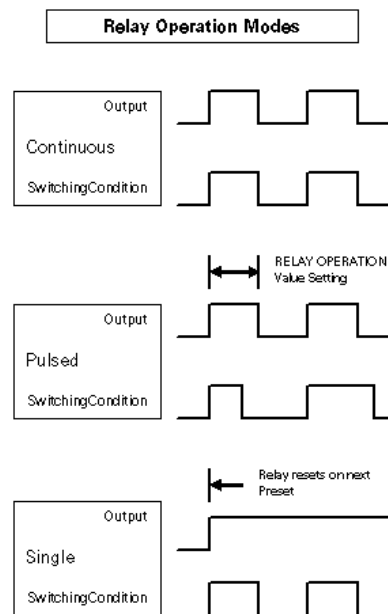 Relay Operation Modes
Output
Continuous
SwitchingCondition
RELAY OPERATION
Value Setting
Output
Pulsed
SwitchingCondition
Relay resets on next
Preset
Output
Single
SwitchingCondition